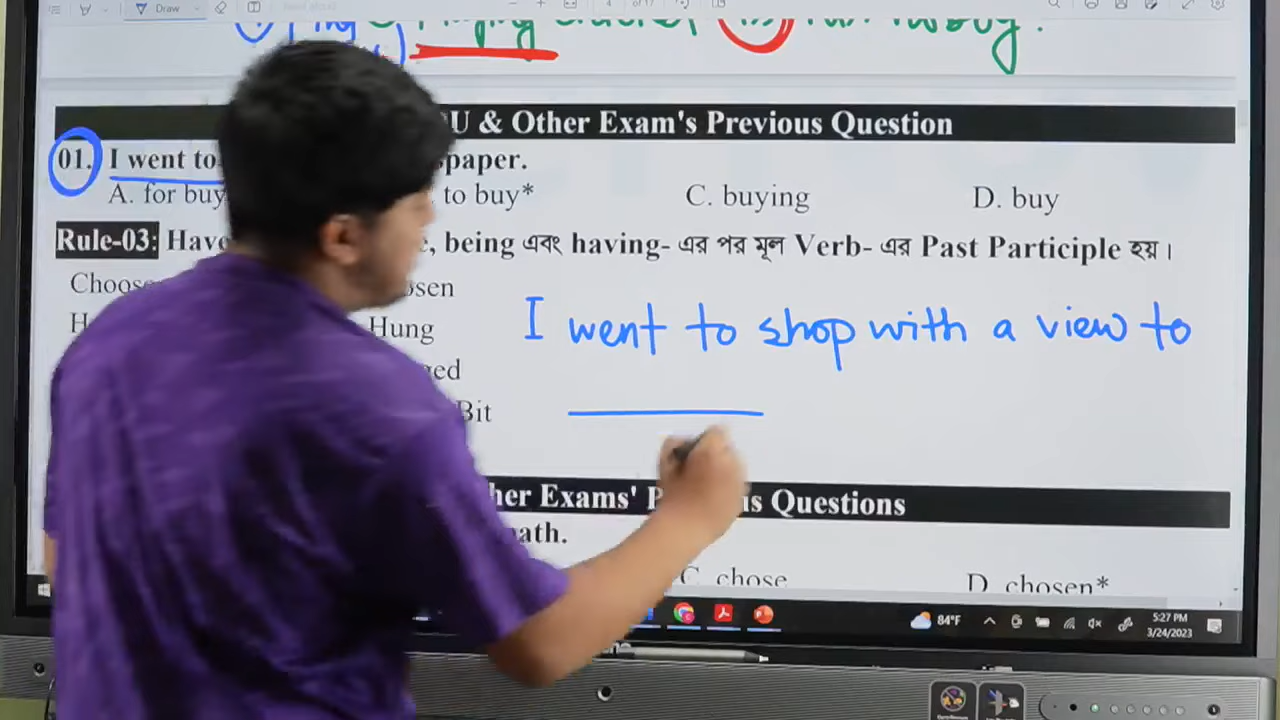 Draw
U & Other Exam's Previous Question
01. I went to paper.
A. for buy to buy* C. buying D. buy
Rule-03: Have being এবং having- এর পর মূল Verb- এর Past Participle হয়।
Choose osen
Hung
ged
Bit
I went to shop with a view to
her Exams' P s Questions
ath.
C. chose D. chosen*
84°F
5:27 PM
3/24/2023